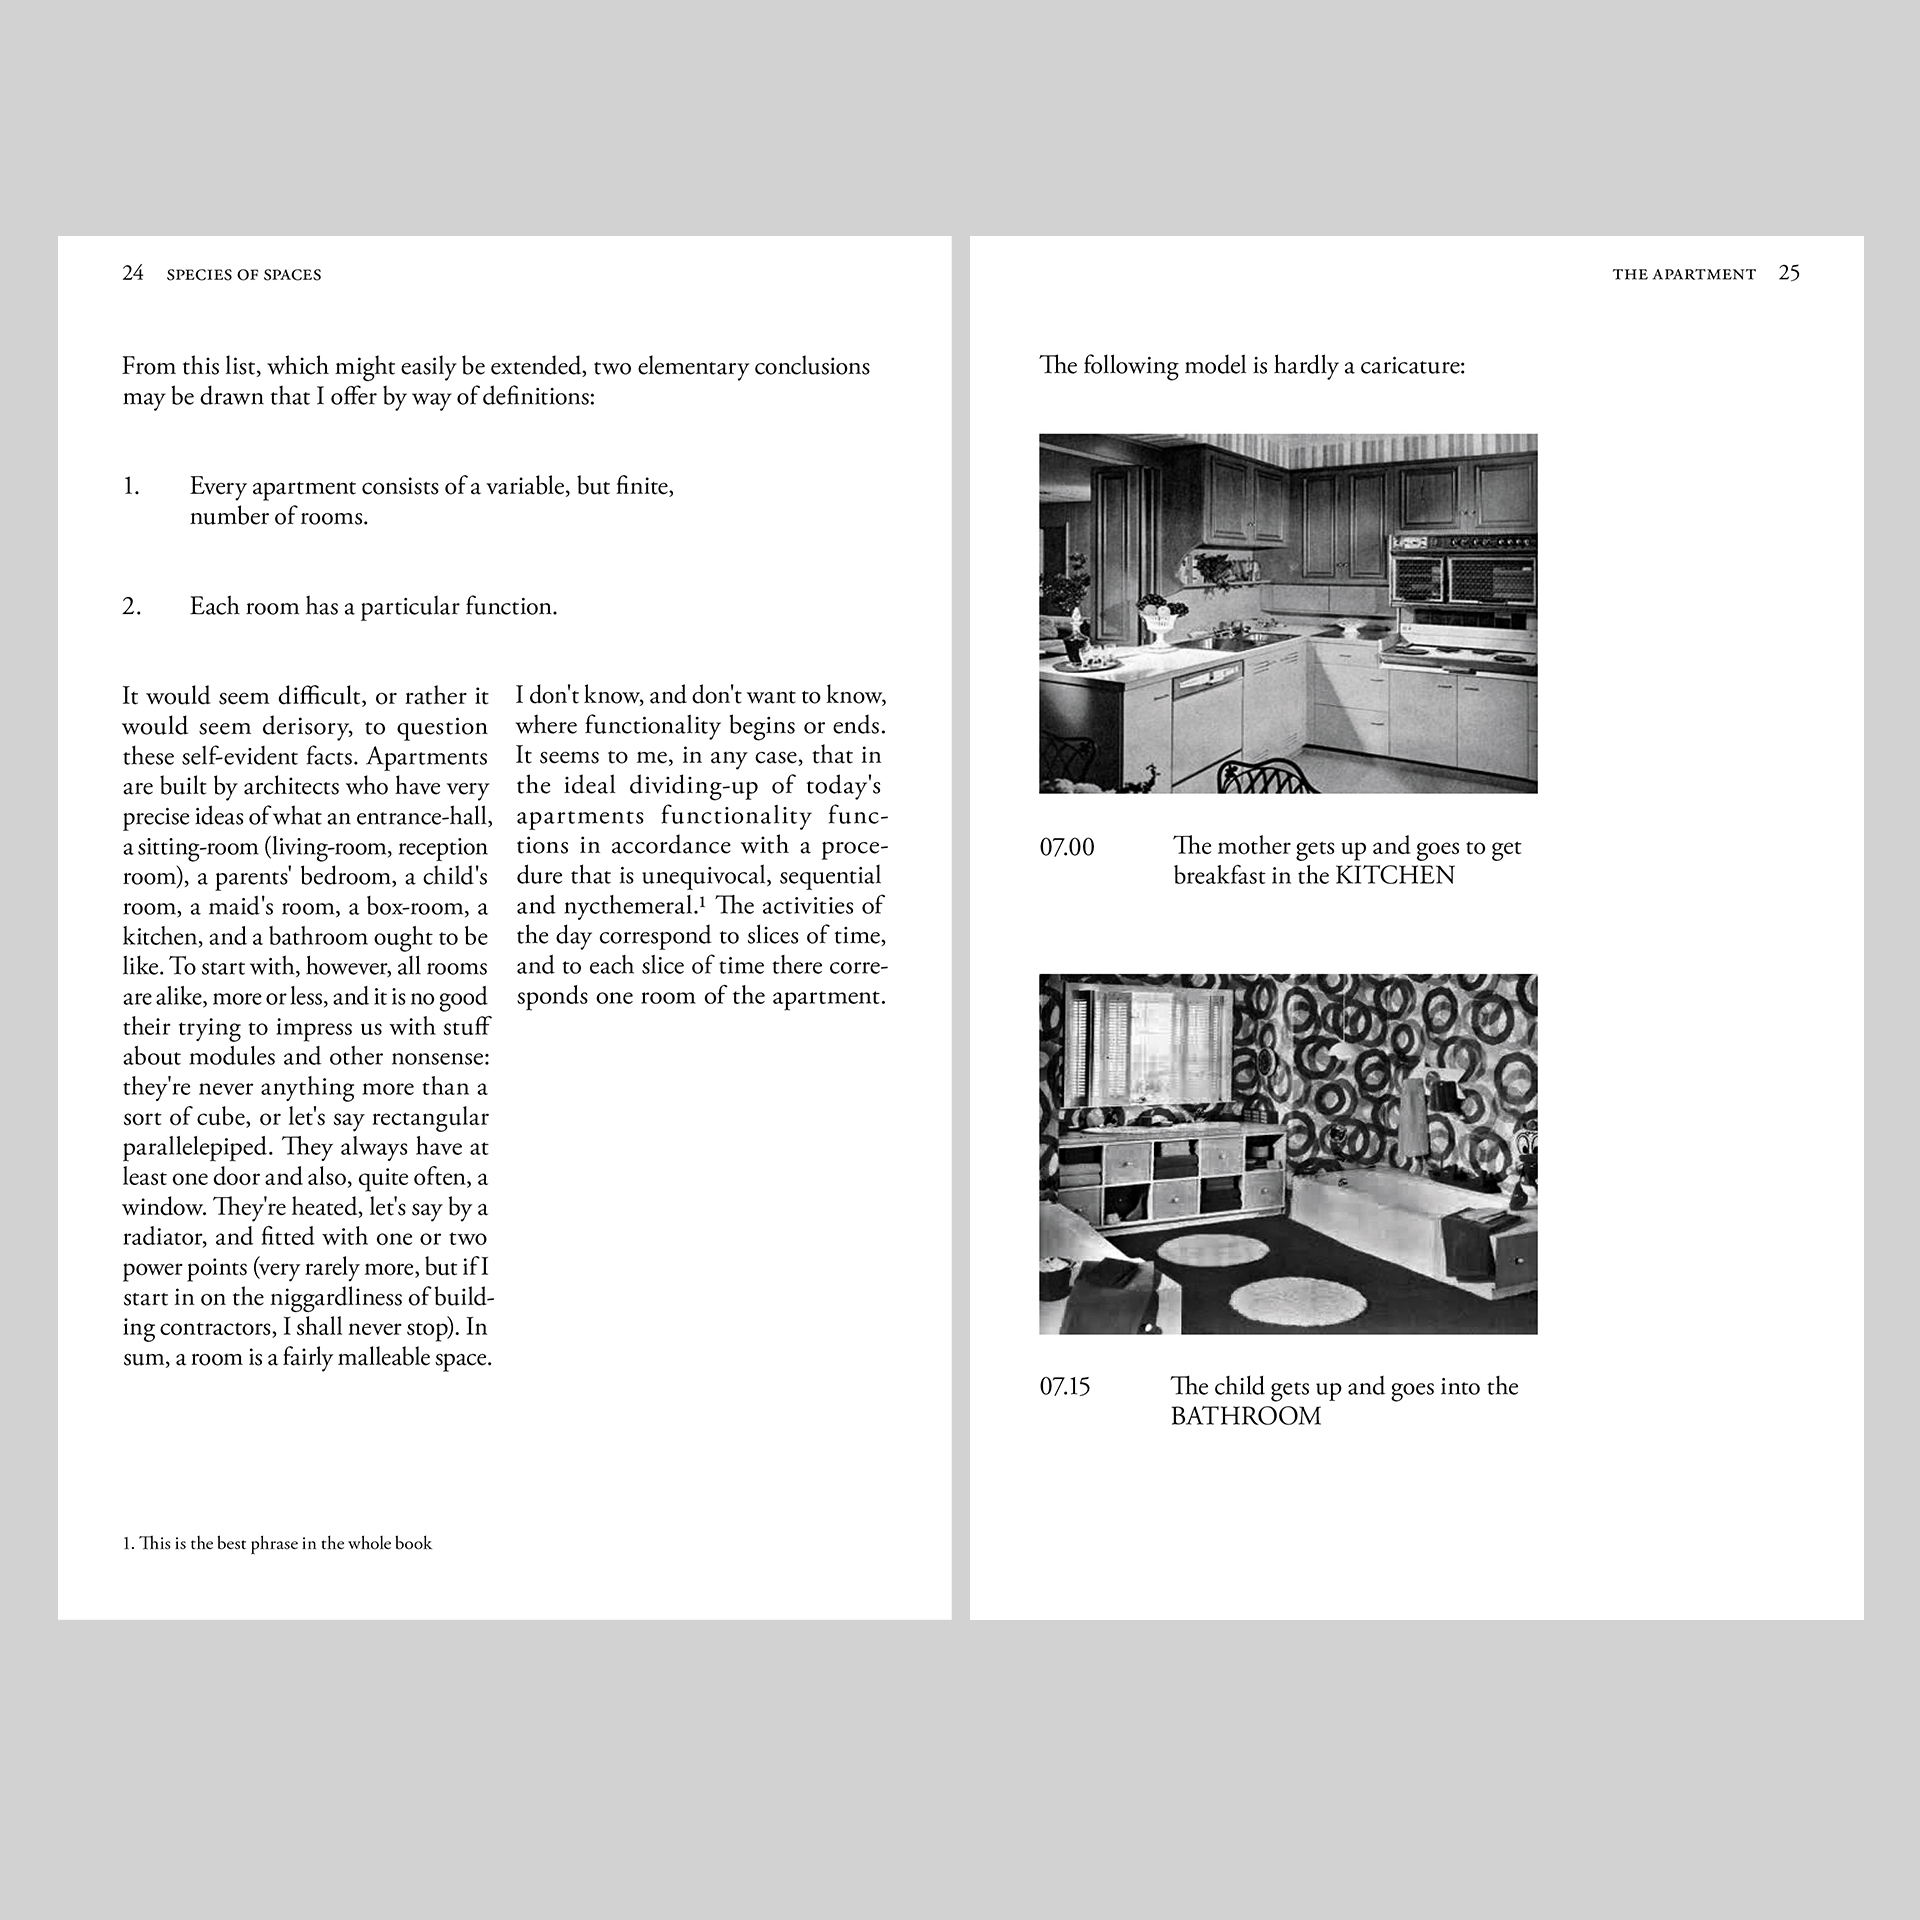 24 SPECIES OF SPACES
From this list, which might easily be extended, two elementary conclusions
may be drawn that I offer by way of definitions:
1. Every apartment consists of a variable, but finite,
number of rooms.
2. Each room has a particular function.
It would seem difficult, or rather it
would seem derisory, to question
these self-evident facts. Apartments
are built by architects who have very
precise ideas of what an entrance-hall,
a sitting-room (living-room, reception
room), a parents' bedroom, a child's
room, a maid's room, a box-room, a
kitchen, and a bathroom ought to be
like. To start with, however, all rooms
are alike, more or less, and it is no good
their trying to impress us with stuff
about modules and other nonsense:
they're never anything more than a
sort of cube, or let's say rectangular
parallelepiped. They always have at
least one door and also, quite often, a
window. They're heated, let's say by a
radiator, and fitted with one or two
power points (very rarely more, but if I
start in on the niggardliness of build-
ing contractors, I shall never stop). In
sum, a room is a fairly malleable space.
I don't know, and don't want to know,
where functionality begins or ends.
It seems to me, in any case, that in
the ideal dividing-up of today's
apartments functionality func-
tions in accordance with a proce-
dure that is unequivocal, sequential
and nycthemeral.¹ The activities of
the day correspond to slices of time,
and to each slice of time there corre-
sponds one room of the apartment.
1. This is the best phrase in the whole book
THE APARTMENT 25
The following model is hardly a caricature:
07.00 The mother gets up and goes to get
breakfast in the KITCHEN
07.15 The child gets up and goes into the
BATHROOM